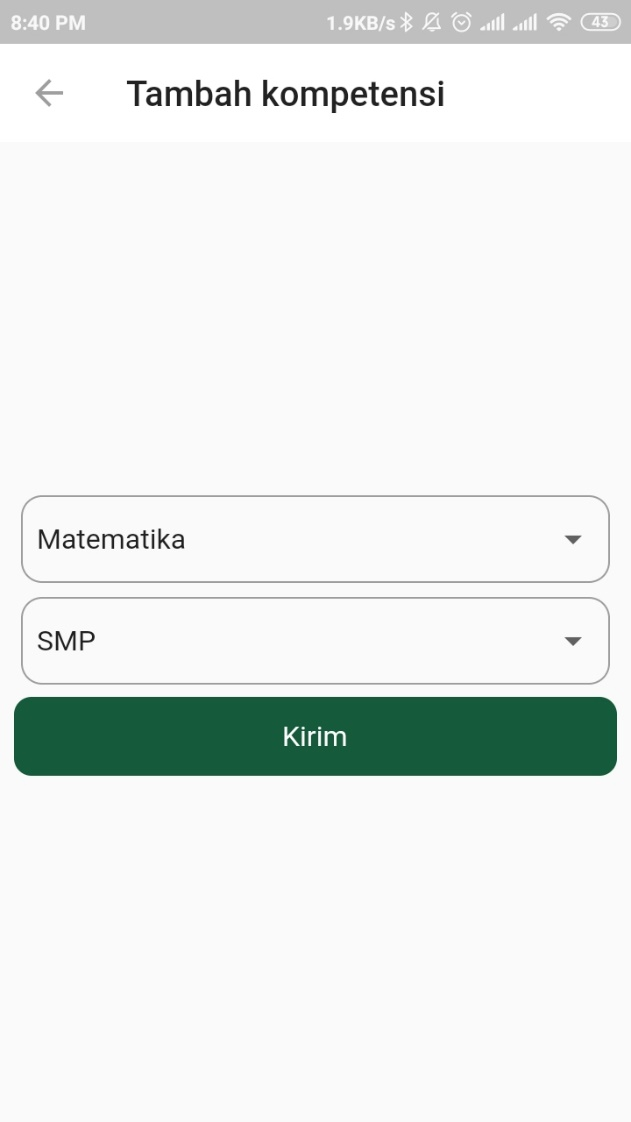 8:40 PM 1.9KB/s 43
Tambah kompetensi
Matematika
SMP
Kirim